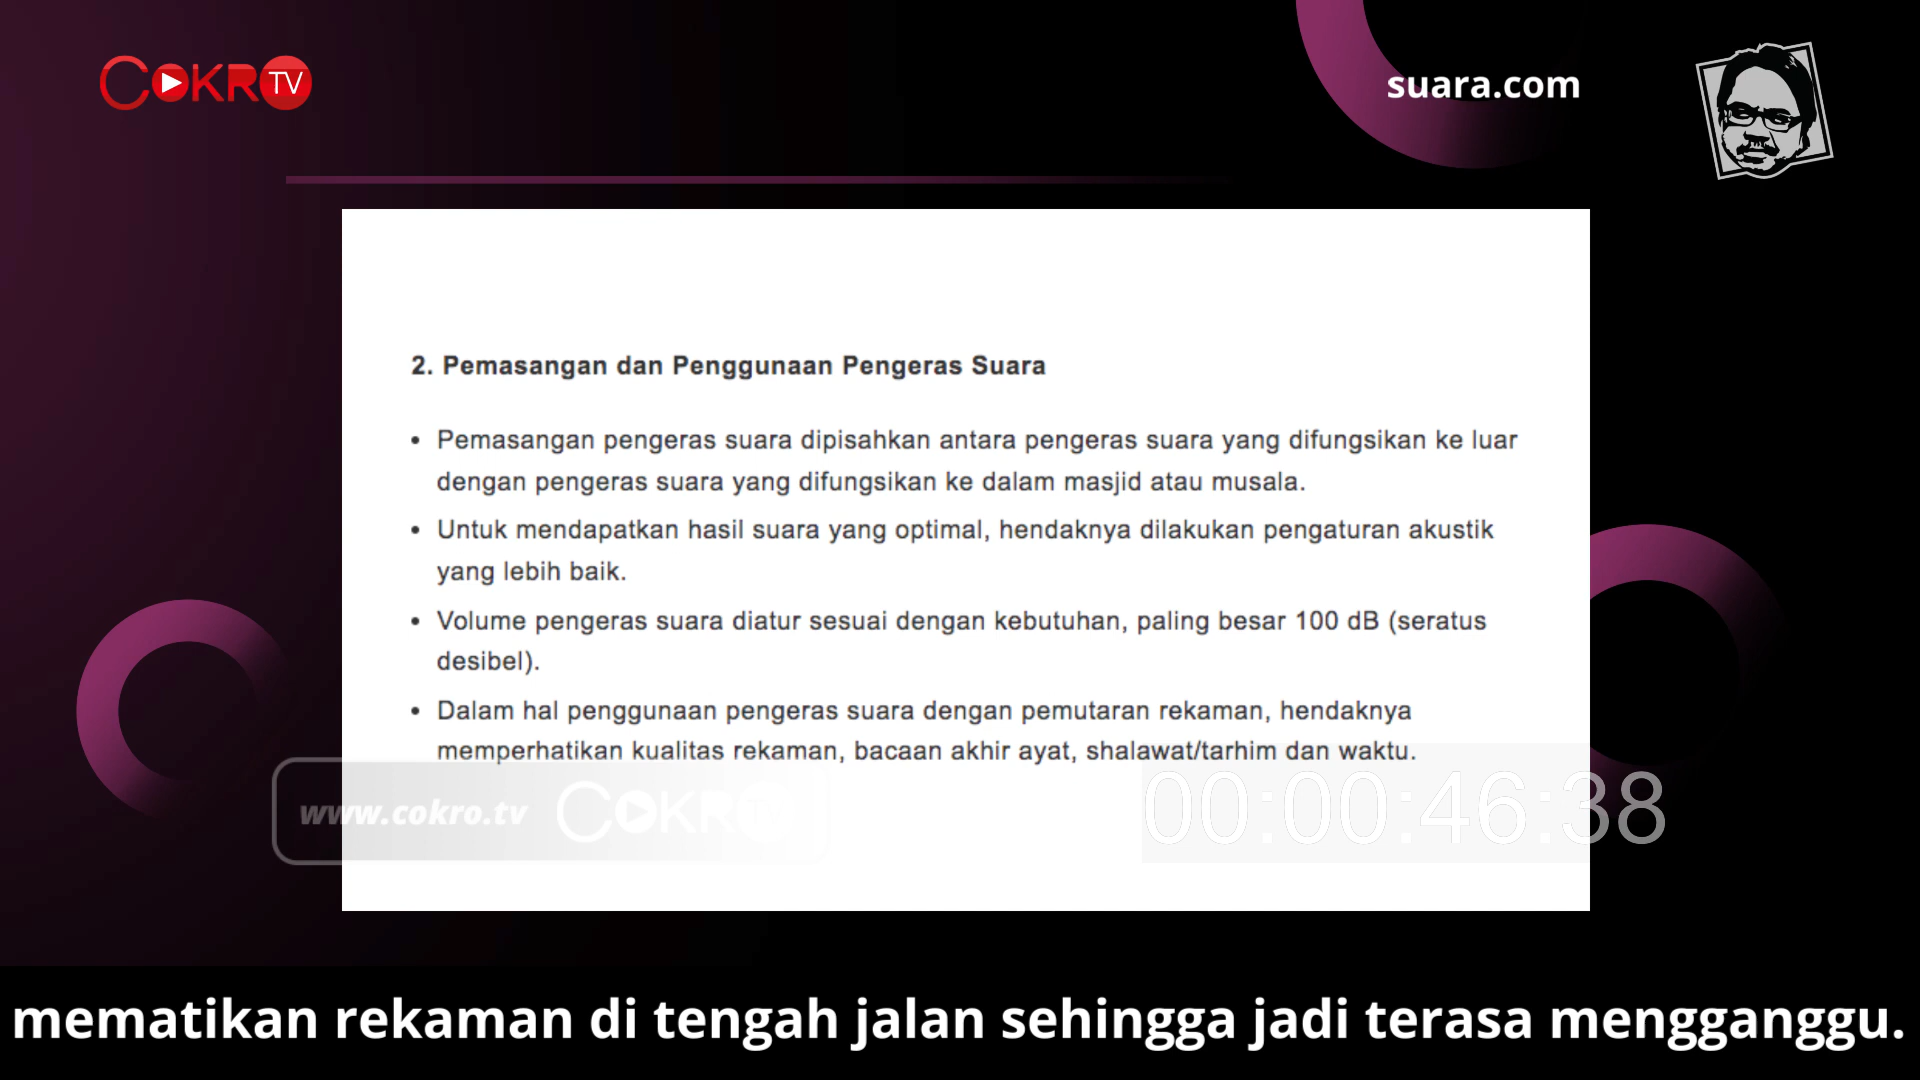 COKRO TV
suara.com
2. Pemasangan dan Penggunaan Pengeras Suara
• Pemasangan pengeras suara dipisahkan antara pengeras suara yang difungsikan ke luar
dengan pengeras suara yang difungsikan ke dalam masjid atau musala.
• Untuk mendapatkan hasil suara yang optimal, hendaknya dilakukan pengaturan akustik
yang lebih baik.
• Volume pengeras suara diatur sesuai dengan kebutuhan, paling besar 100 dB (seratus
desibel).
• Dalam hal penggunaan pengeras suara dengan pemutaran rekaman, hendaknya
memperhatikan kualitas rekaman, bacaan akhir ayat, shalawat/tarhim dan waktu.
www.cokro.tv COKRO TV
00:00:46:38
mematikan rekaman di tengah jalan sehingga jadi terasa mengganggu.